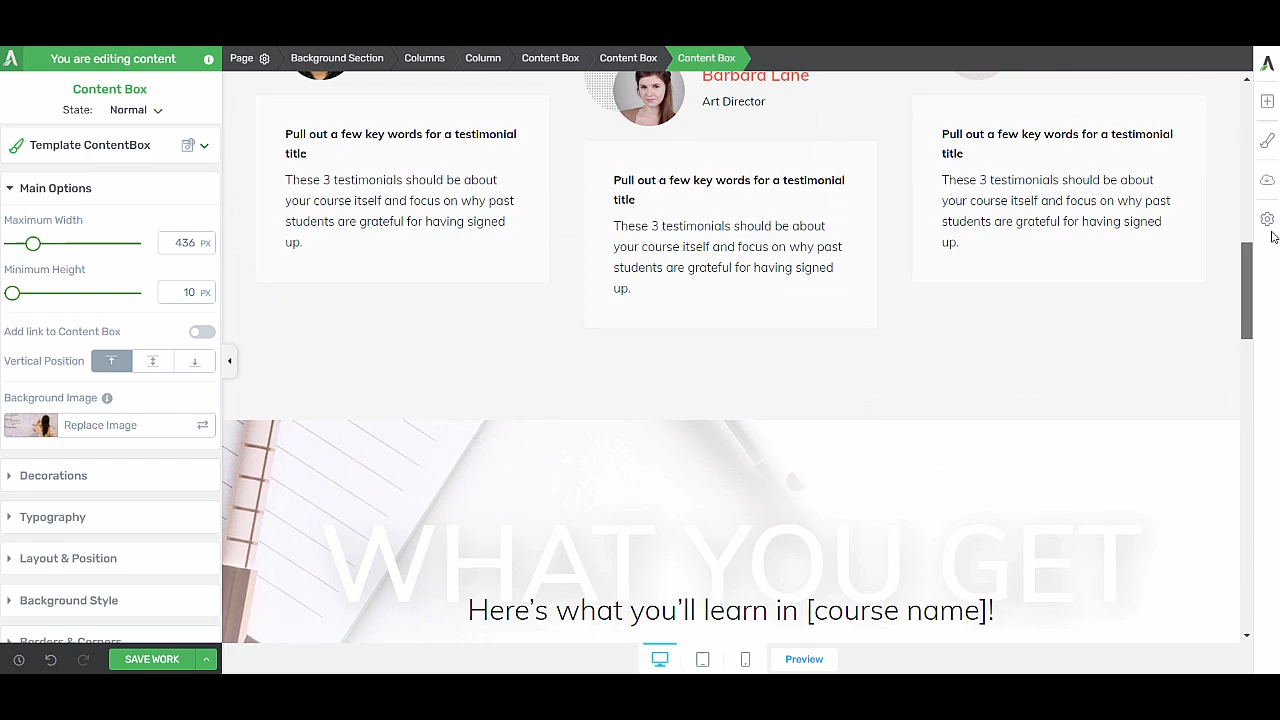 You are editing content
Page
Background Section
Columns
Column
Content Box
Content Box
Content Box
Content Box
State: Normal
Template ContentBox
Main Options
Maximum Width
436 PX
Minimum Height
10 PX
Add link to Content Box
Vertical Position
Background Image
Replace Image
Decorations
Typography
Layout & Position
Background Style
Borders & Corners
SAVE WORK
Pull out a few key words for a testimonial
title
These 3 testimonials should be about
your course itself and focus on why past
students are grateful for having signed
up.
Barbara Lane
Art Director
Pull out a few key words for a testimonial
title
These 3 testimonials should be about
your course itself and focus on why past
students are grateful for having signed
up.
Pull out a few key words for a testimonial
title
These 3 testimonials should be about
your course itself and focus on why past
students are grateful for having signed
up.
WHAT YOU GET
Here's what you'll learn in [course name]!
Preview